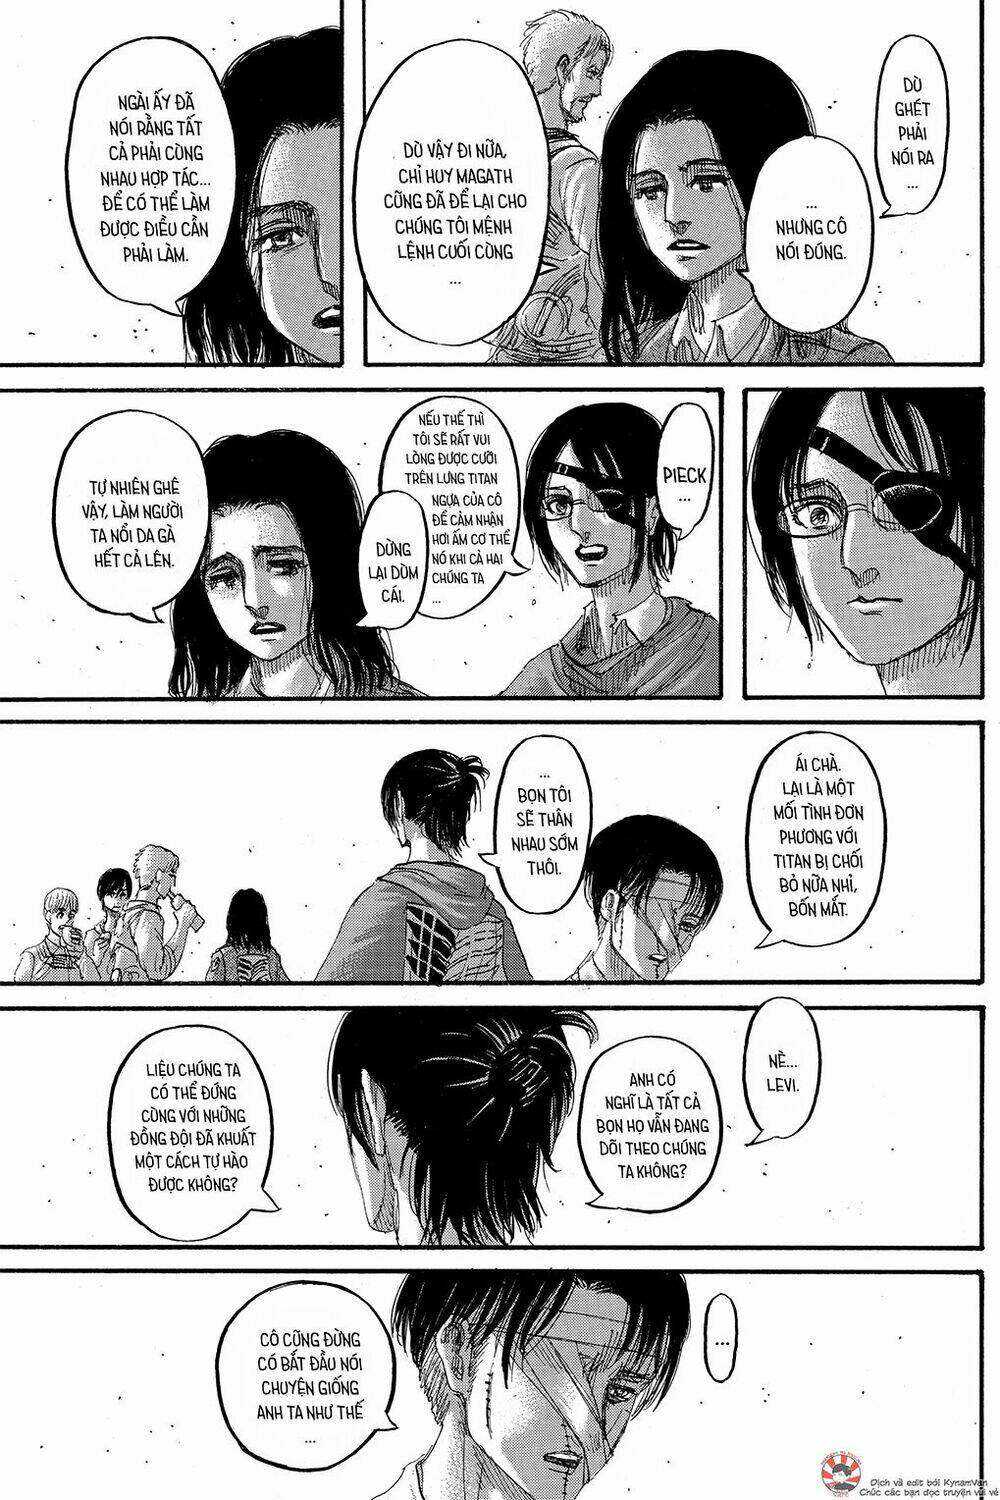 DÙ
GHÉT
PHẢI
NÓI RA
...
...
NHƯNG CÔ
NÓI ĐÚNG.
DÙ VẬY ĐI NỮA,
CHỈ HUY MAGATH
CŨNG ĐÃ ĐỂ LẠI CHO
CHÚNG TÔI MỆNH
LỆNH CUỐI CÙNG
...
NGÀI ẤY ĐÃ
NÓI RẰNG TẤT
CẢ PHẢI CÙNG
NHAU HỢP TÁC...
ĐỂ CÓ THỂ LÀM
ĐƯỢC ĐIỀU CẦN
PHẢI LÀM.
PIECK
...
NẾU THẾ THÌ
TÔI SẼ RẤT VUI
LÒNG ĐƯỢC CƯỠI
TRÊN LƯNG TITAN
NGỰA CỦA CÔ
ĐỂ CẢM NHẬN
HƠI ẤM CƠ THỂ
NÓ KHI CẢ HAI
CHÚNG TA
...
DỪNG
LẠI DÙM
CÁI.
TỰ NHIÊN GHÊ
VẬY, LÀM NGƯỜI
TA NỔI DA GÀ
HẾT CẢ LÊN.
ÁI CHÀ.
LẠI LÀ MỘT
MỐI TÌNH ĐƠN
PHƯƠNG VỚI
TITAN BỊ CHỐI
BỎ NỮA NHỈ,
BỐN MẮT.
...
BỌN TÔI
SẼ THÂN
NHAU SỚM
THÔI.
NÈ...
LEVI.
ANH CÓ
NGHĨ LÀ TẤT CẢ
BỌN HỌ VẪN ĐANG
DÕI THEO CHÚNG
TA KHÔNG?
LIỆU CHÚNG TA
CÓ THỂ ĐỨNG
CÙNG VỚI NHỮNG
ĐỒNG ĐỘI ĐÃ KHUẤT
MỘT CÁCH TỰ HÀO
ĐƯỢC KHÔNG?
...
CÔ CŨNG ĐỪNG
CÓ BẮT ĐẦU NÓI
CHUYỆN GIỐNG
ANH TA NHƯ THẾ
...
Dịch và edit bởi KynamVan
Chúc các bạn đọc truyện vui vẻ